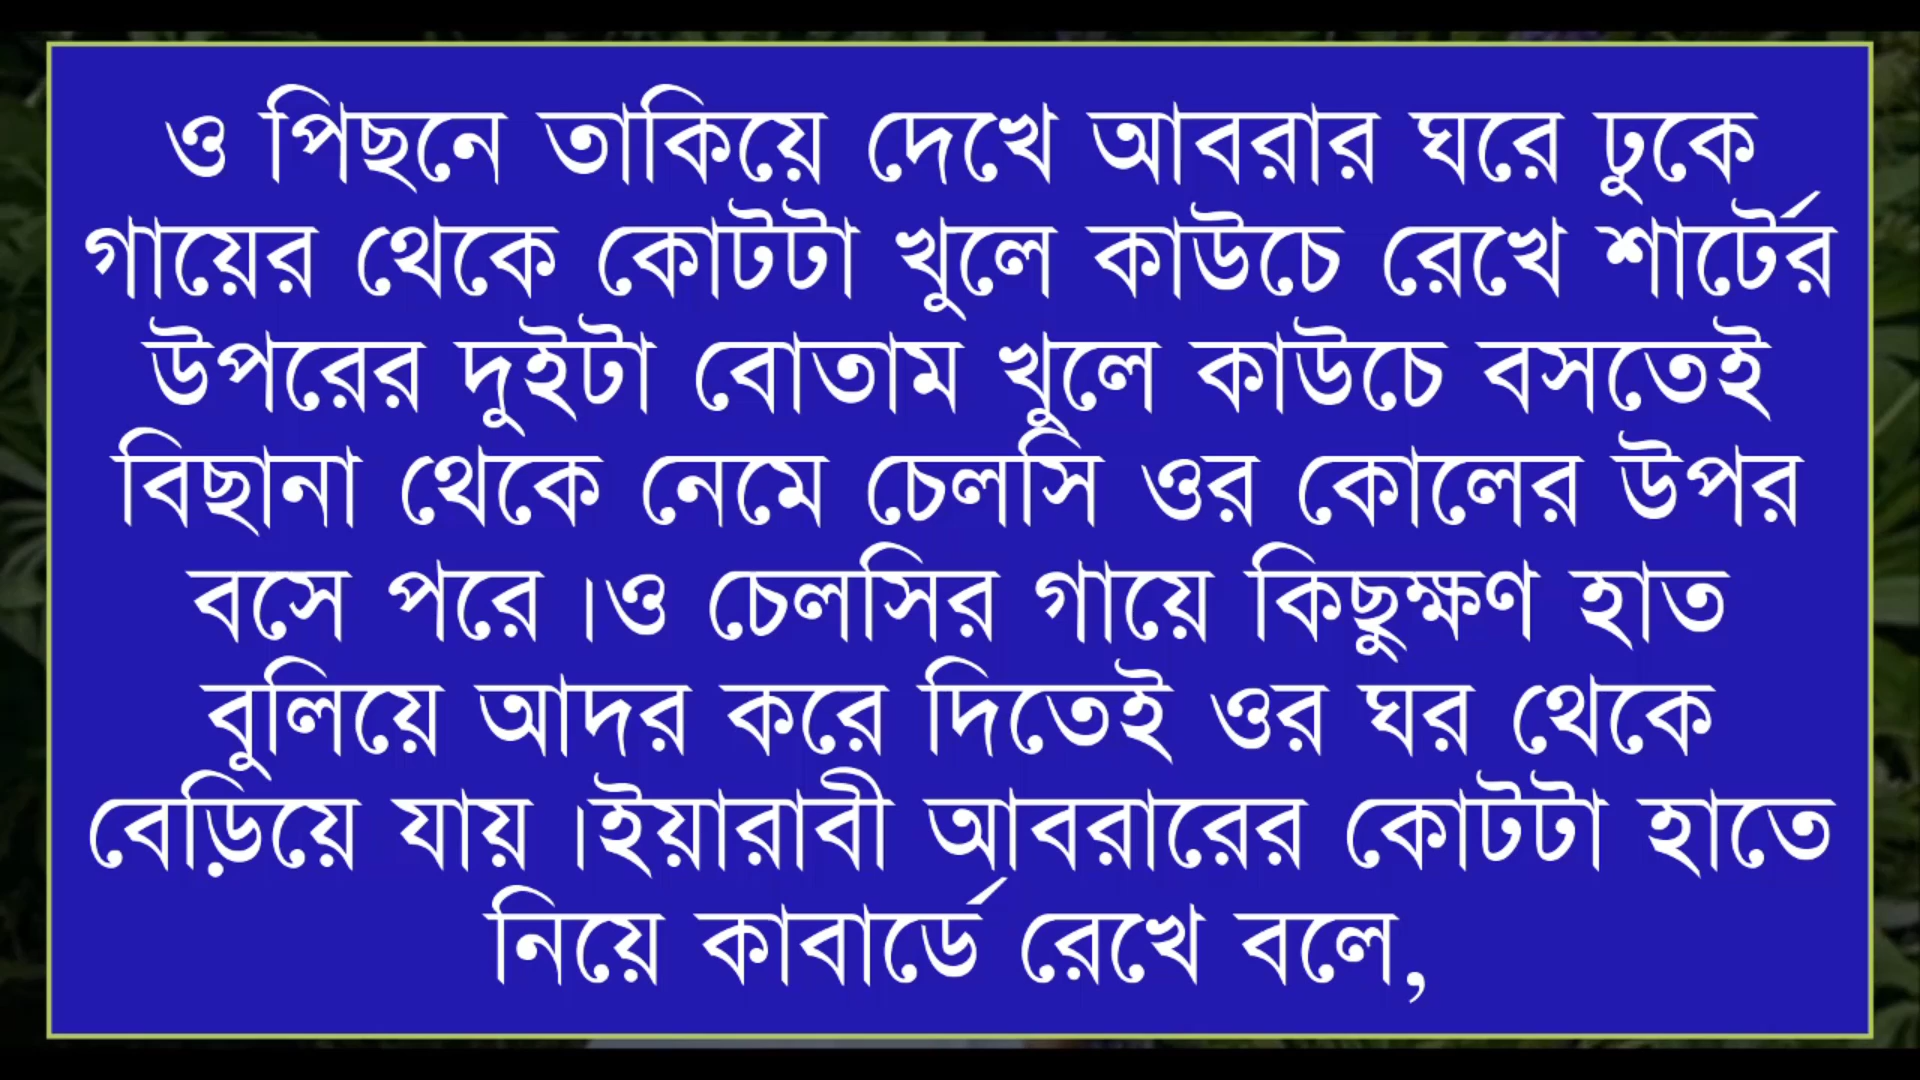 ও পিছনে তাকিয়ে দেখে আবরার ঘরে ঢুকে
গায়ের থেকে কোটটা খুলে কাউচে রেখে শার্টের
উপরের দুইটা বোতাম খুলে কাউচে বসতেই
বিছানা থেকে নেমে চেলসি ওর কোলের উপর
বসে পরে ।ও চেলসির গায়ে কিছুক্ষণ হাত
বুলিয়ে আদর করে দিতেই ওর ঘর থেকে
বেড়িয়ে যায় ।ইয়ারাবী আবরারের কোটটা হাতে
নিয়ে কাবার্ডে রেখে বলে,